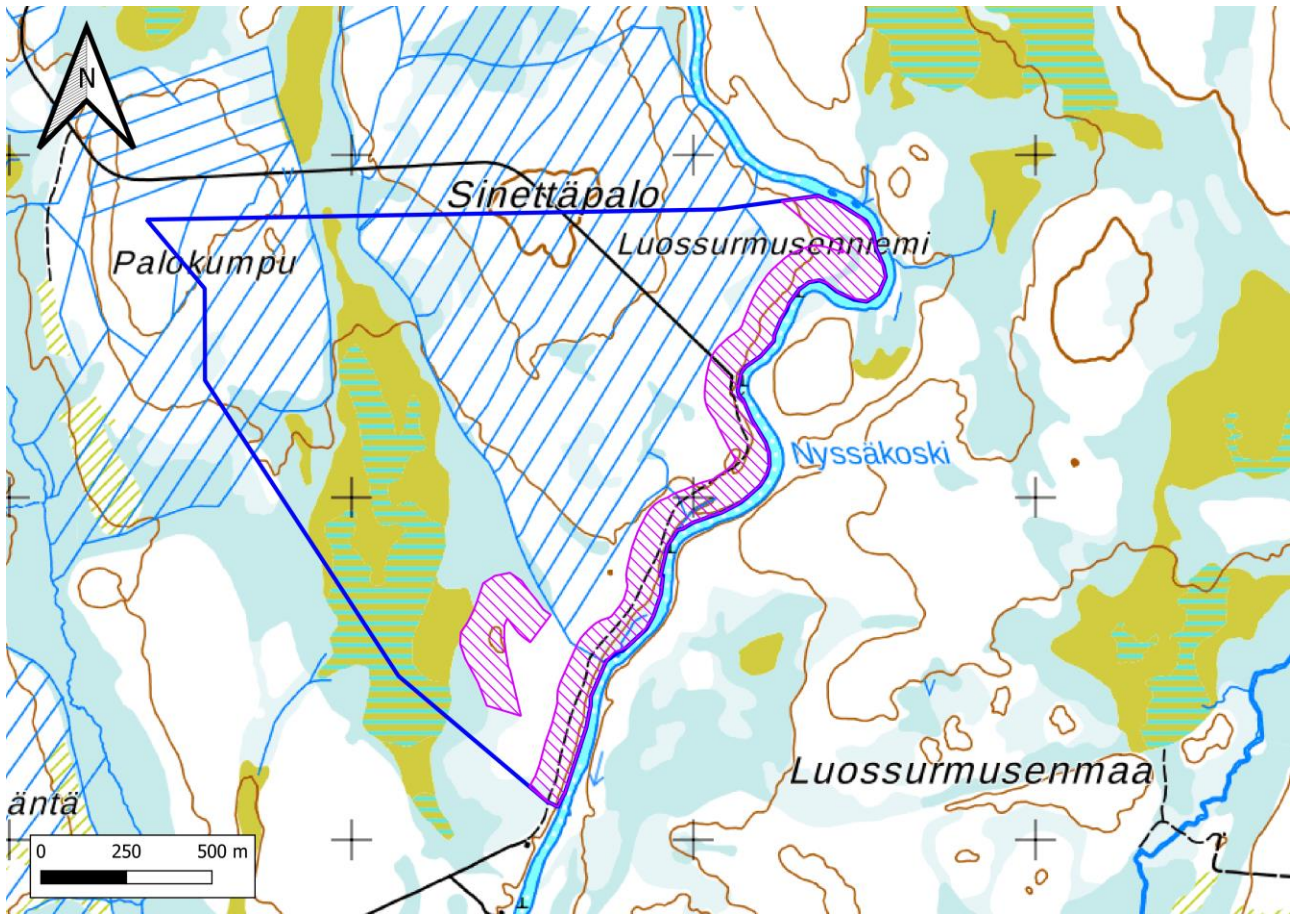 N
Sinettäpalo
Luossurmusenniemi
Palokumpu
Nyssäkoski
Luossurmusenmaa
äntä
0 250 500 m